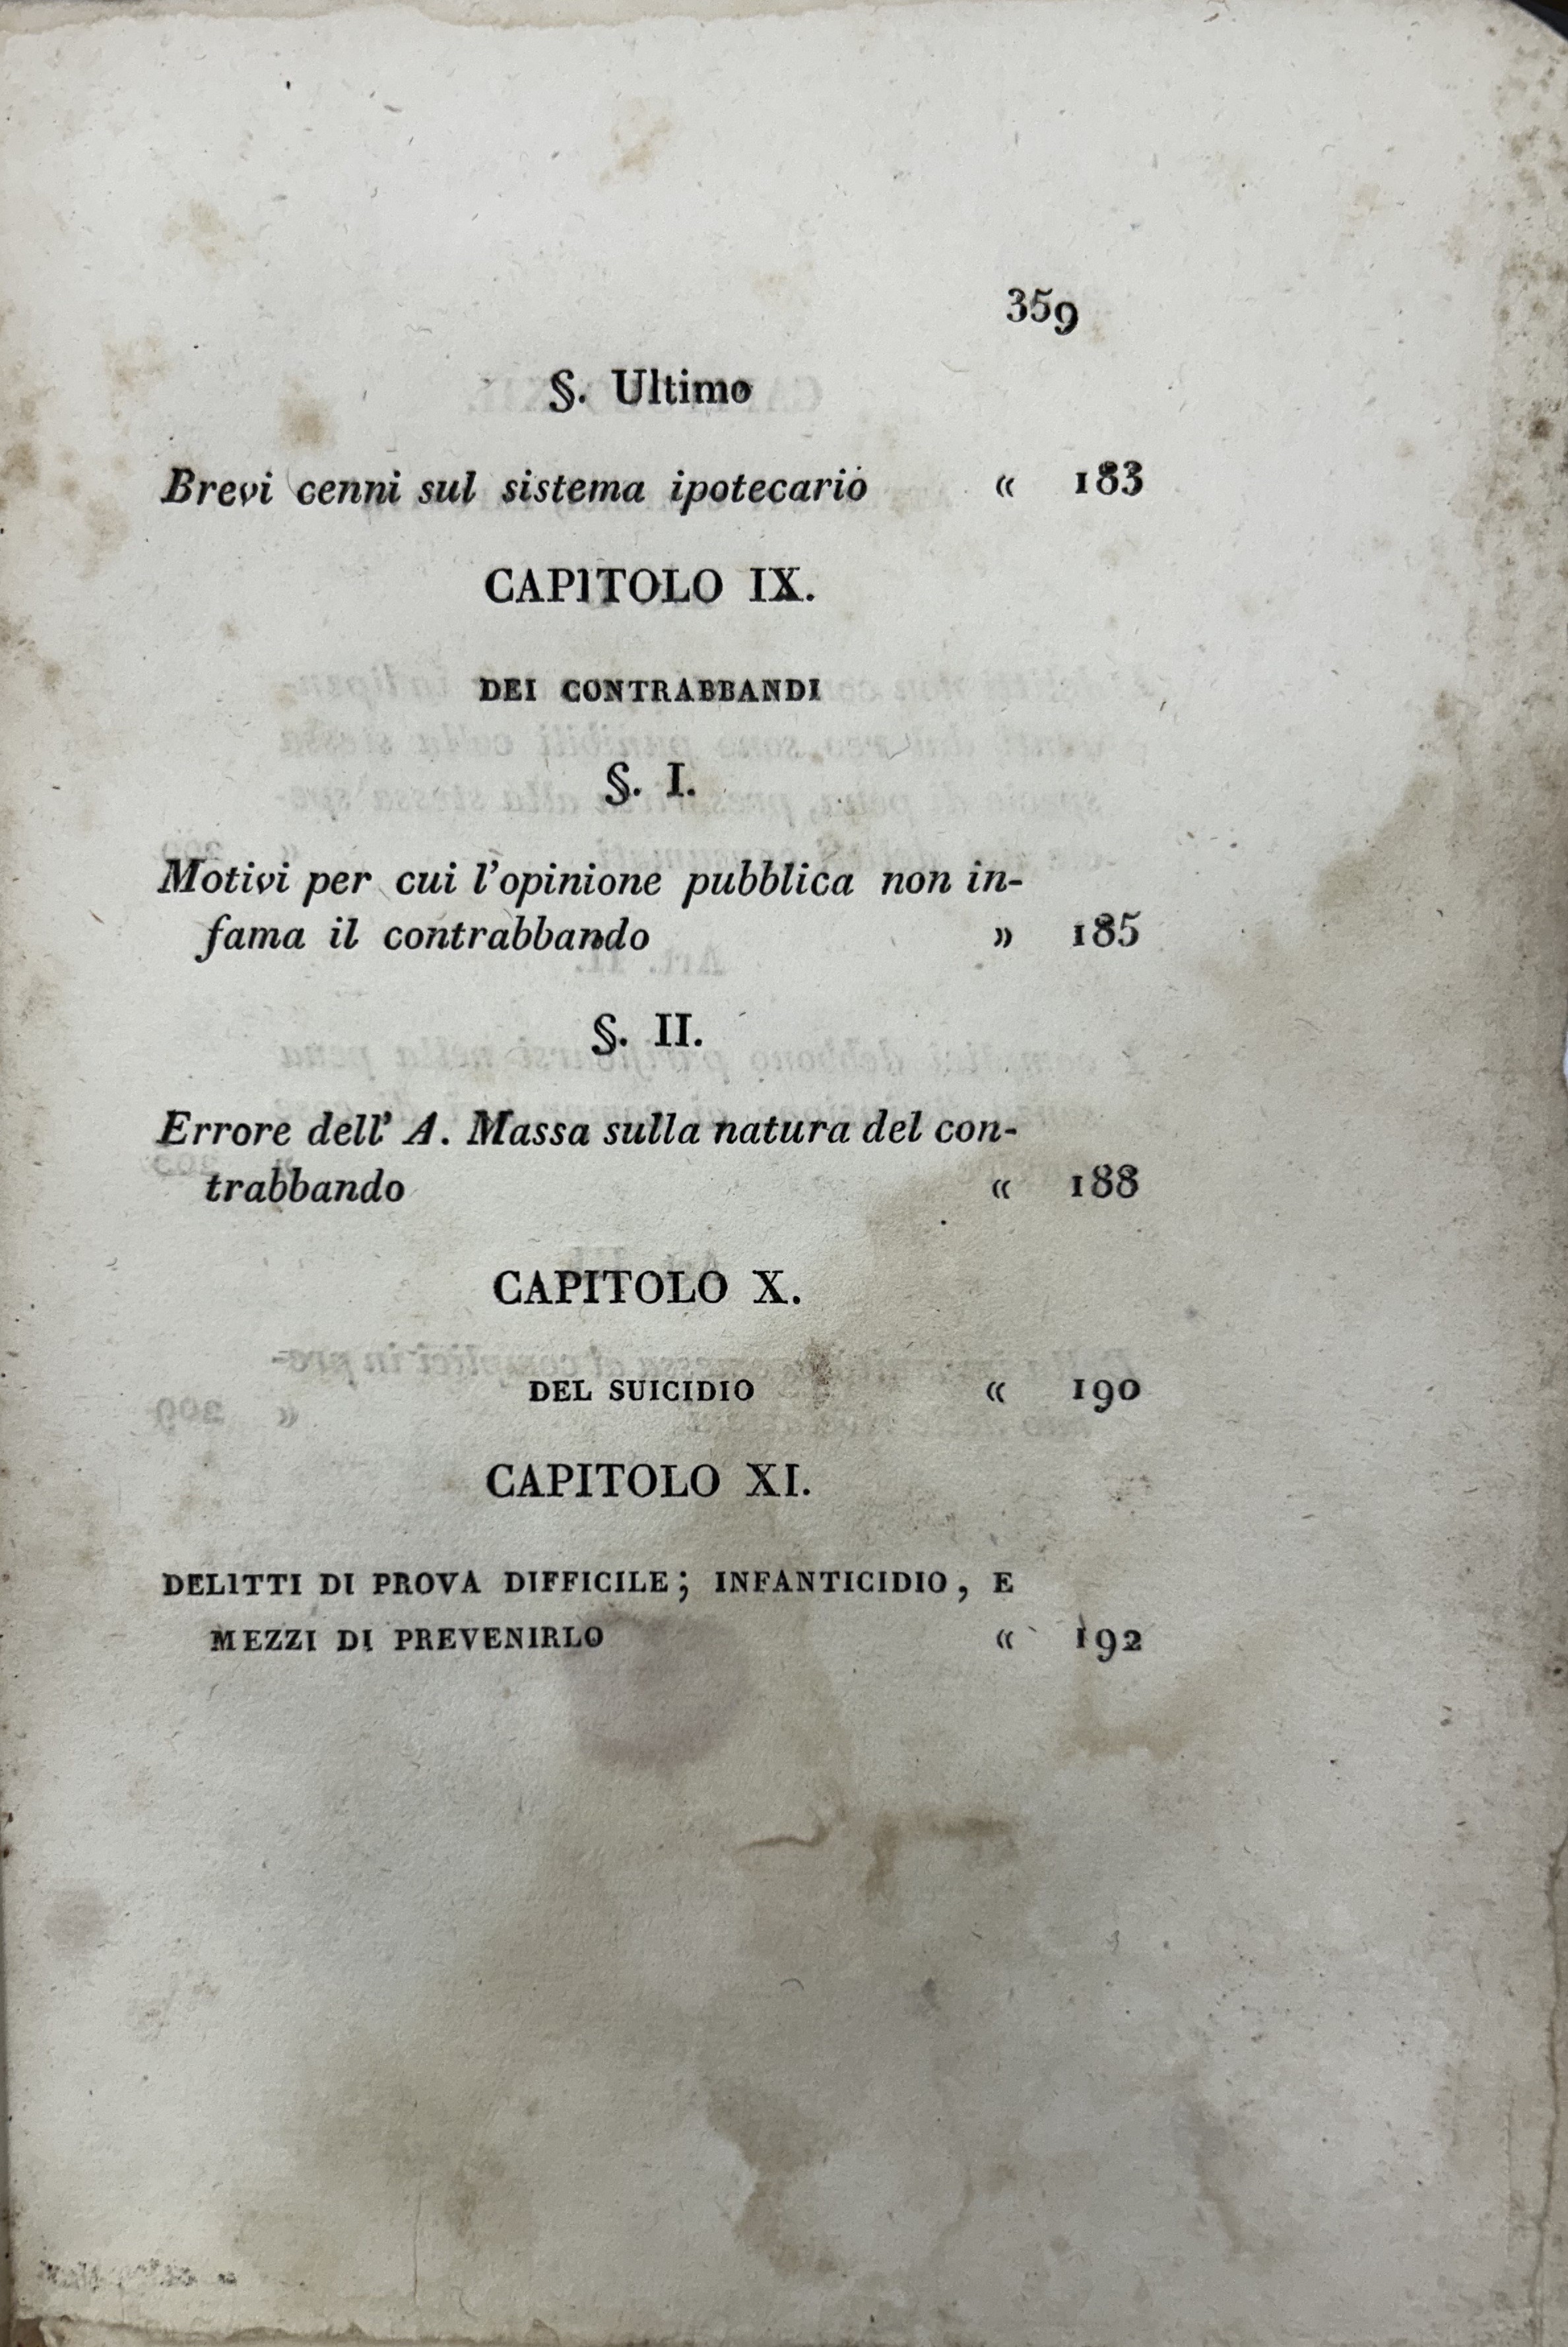 359
§. Ultimo
Brevi cenni sul sistema ipotecario « 183
CAPITOLO IX.
DEI CONTRABBANDI
§. I.
Motivi per cui l'opinione pubblica non in-
fama il contrabbando » 185
§. II.
Errore dell' A. Massa sulla natura del con-
trabbando « 188
CAPITOLO X.
DEL SUICIDIO « 190
CAPITOLO XI.
DELITTI DI PROVA DIFFICILE; INFANTICIDIO, E
MEZZI DI PREVENIRLO « 192